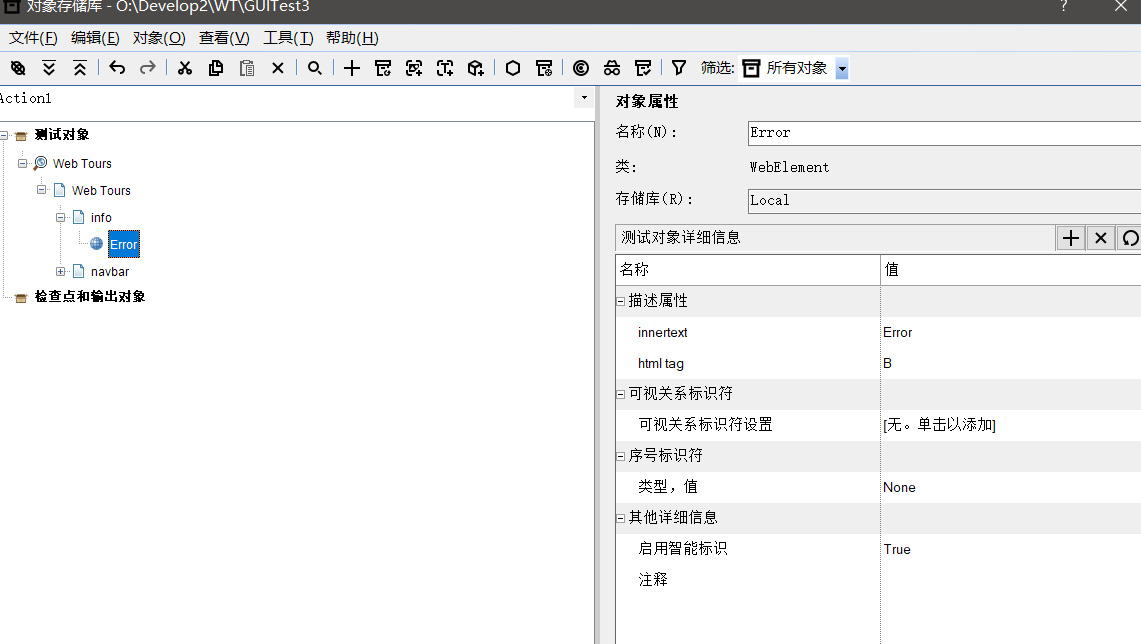 对象存储库 - O:\Develop2\WT\GUITest3
文件(F) 编辑(E) 对象(O) 查看(V) 工具(T) 帮助(H)
筛选: 所有对象
Action1
测试对象
Web Tours
Web Tours
info
Error
navbar
检查点和输出对象
对象属性
名称(N): Error
类: WebElement
存储库(R): Local
测试对象详细信息
名称 值
描述属性
innertext Error
html tag B
可视关系标识符
可视关系标识符设置 [无。单击以添加]
序号标识符
类型, 值 None
其他详细信息
启用智能标识 True
注释